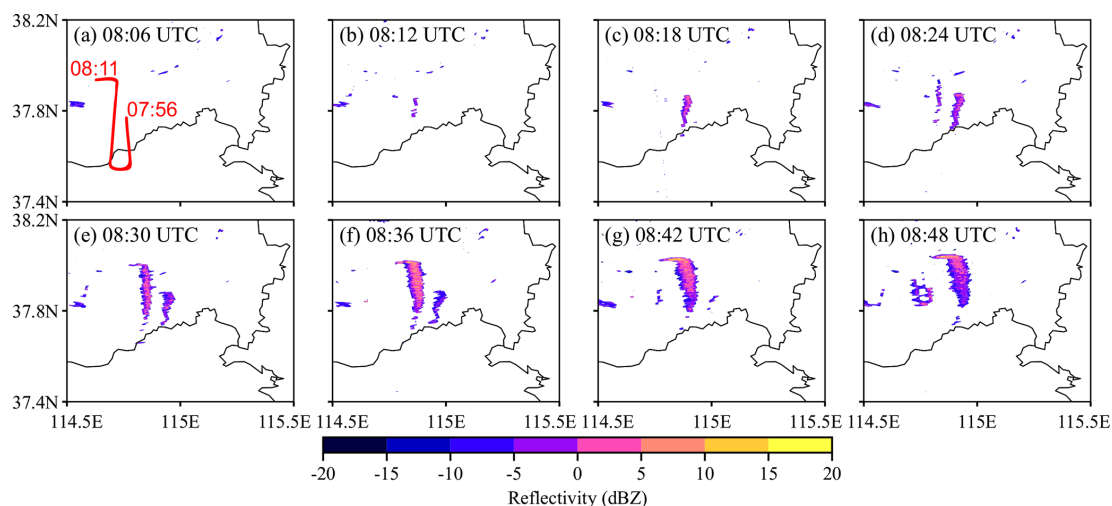 38.2N
(a) 08:06 UTC
(b) 08:12 UTC
(c) 08:18 UTC
(d) 08:24 UTC
08:11
07:56
37.8N
37.4N
38.2N
(e) 08:30 UTC
(f) 08:36 UTC
(g) 08:42 UTC
(h) 08:48 UTC
37.8N
37.4N
114.5E 115E 115.5E 114.5E 115E 115.5E 114.5E 115E 115.5E 114.5E 115E 115.5E
-20 -15 -10 -5 0 5 10 15 20
Reflectivity (dBZ)